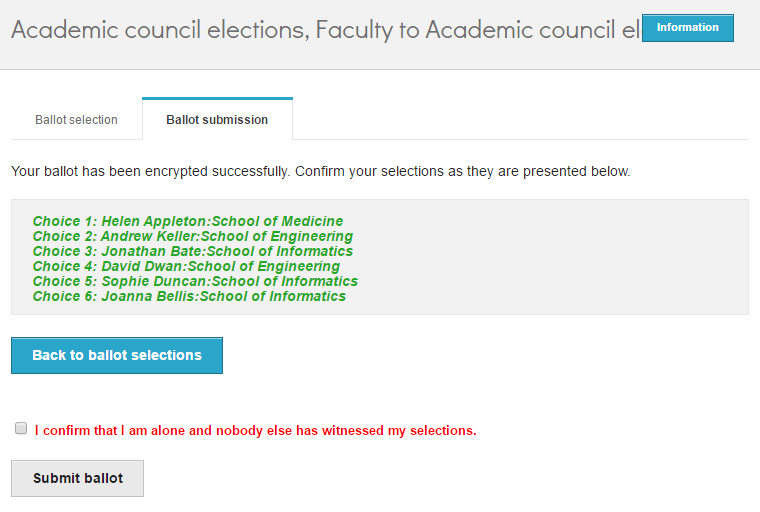 Academic council elections, Faculty to Academic council el
Information
Ballot selection
Ballot submission
Your ballot has been encrypted successfully. Confirm your selections as they are presented below.
Choice 1: Helen Appleton:School of Medicine
Choice 2: Andrew Keller:School of Engineering
Choice 3: Jonathan Bate:School of Informatics
Choice 4: David Dwan:School of Engineering
Choice 5: Sophie Duncan:School of Informatics
Choice 6: Joanna Bellis:School of Informatics
Back to ballot selections
I confirm that I am alone and nobody else has witnessed my selections.
Submit ballot